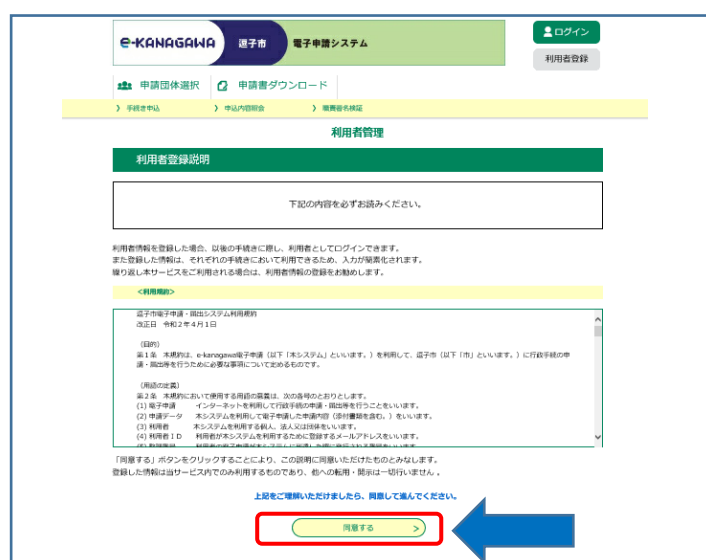 e-KANAGAWA 逗子市 電子申請システム
ログイン
利用者登録
申請団体選択 申請書ダウンロード
手続き申込 申込内容照会 職責署名検証
利用者管理
利用者登録説明
下記の内容を必ずお読みください。
利用者情報を登録した場合、以後の手続きに際し、利用者としてログインできます。
また登録した情報は、それぞれの手続きにおいて利用できるため、入力が簡素化されます。
繰り返し本サービスをご利用される場合は、利用者情報の登録をお勧めします。
<利用規約>
逗子市電子申請・届出システム利用規約
改正日 令和2年4月1日
(目的)
第1条 本規約は、e-kanagawa電子申請(以下「本システム」といいます。)を利用して、逗子市(以下「市」といいます。)に行政手続の申
請・届出等を行うために必要な事項について定めるものです。
(用語の定義)
第2条 本規約において使用する用語の意義は、次の各号のとおりとします。
(1) 電子申請 インターネットを利用して行政手続の申請・届出等を行うことをいいます。
(2) 申請データ 本システムを利用して電子申請した申請内容(添付書類を含む。)をいいます。
(3) 利用者 本システムを利用する個人、法人又は団体をいいます。
(4) 利用者ID 利用者が本システムを利用するために登録するメールアドレスをいいます。
「同意する」ボタンをクリックすることにより、この説明に同意いただけたものとみなします。
登録した情報は当サービス内でのみ利用するものであり、他への転用・開示は一切行いません 。
上記をご理解いただけましたら、同意して進んでください。
同意する >